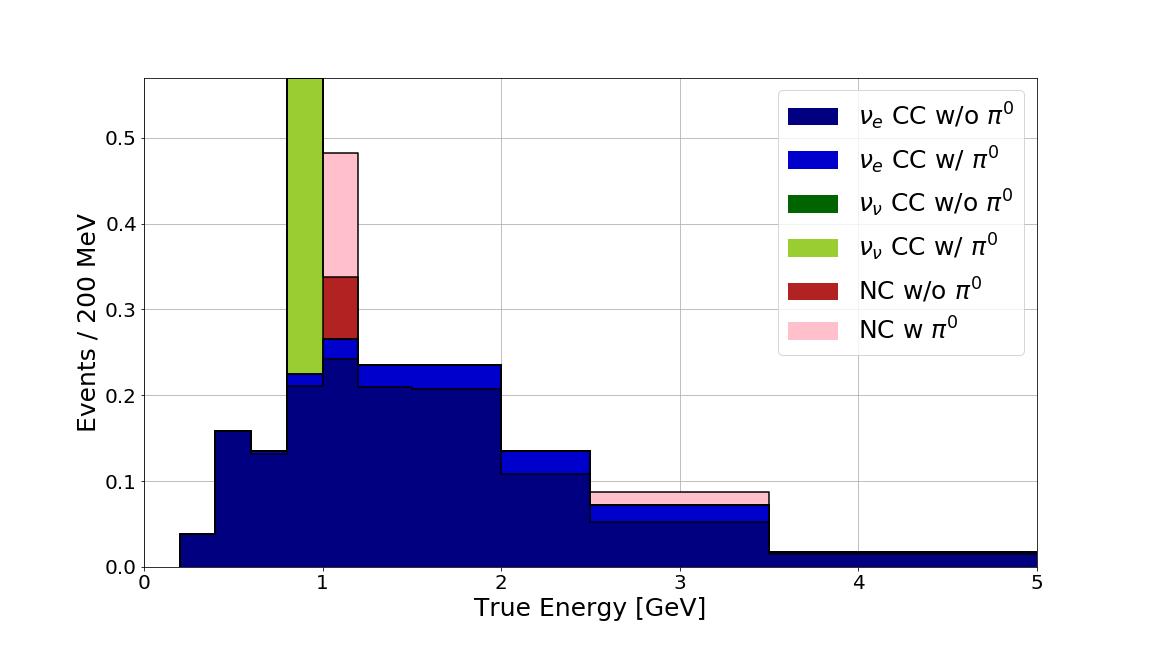 0.5
0.4
0.3
0.2
0.1
0.0
Events / 200 MeV
0 1 2 3 4 5
True Energy [GeV]
νₑ CC w/o π⁰
νₑ CC w/ π⁰
νᵥ CC w/o π⁰
νᵥ CC w/ π⁰
NC w/o π⁰
NC w π⁰